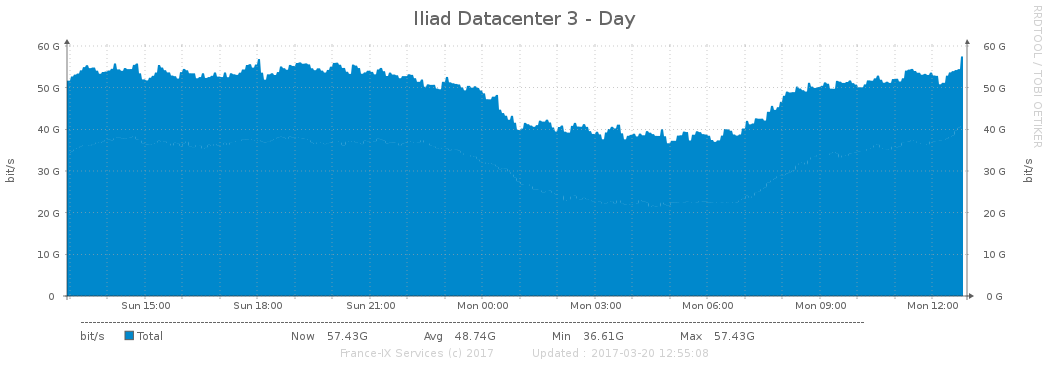 Iliad Datacenter 3 - Day
RRDTOOL / TOBI OETIKER
60 G 60 G
50 G 50 G
40 G 40 G
30 G 30 G
20 G 20 G
10 G 10 G
0 0 G
bit/s bit/s
Sun 15:00 Sun 18:00 Sun 21:00 Mon 00:00 Mon 03:00 Mon 06:00 Mon 09:00 Mon 12:00
bit/s Total Now 57.43G Avg 48.74G Min 36.61G Max 57.43G
France-IX Services (c) 2017 Updated : 2017-03-20 12:55:08